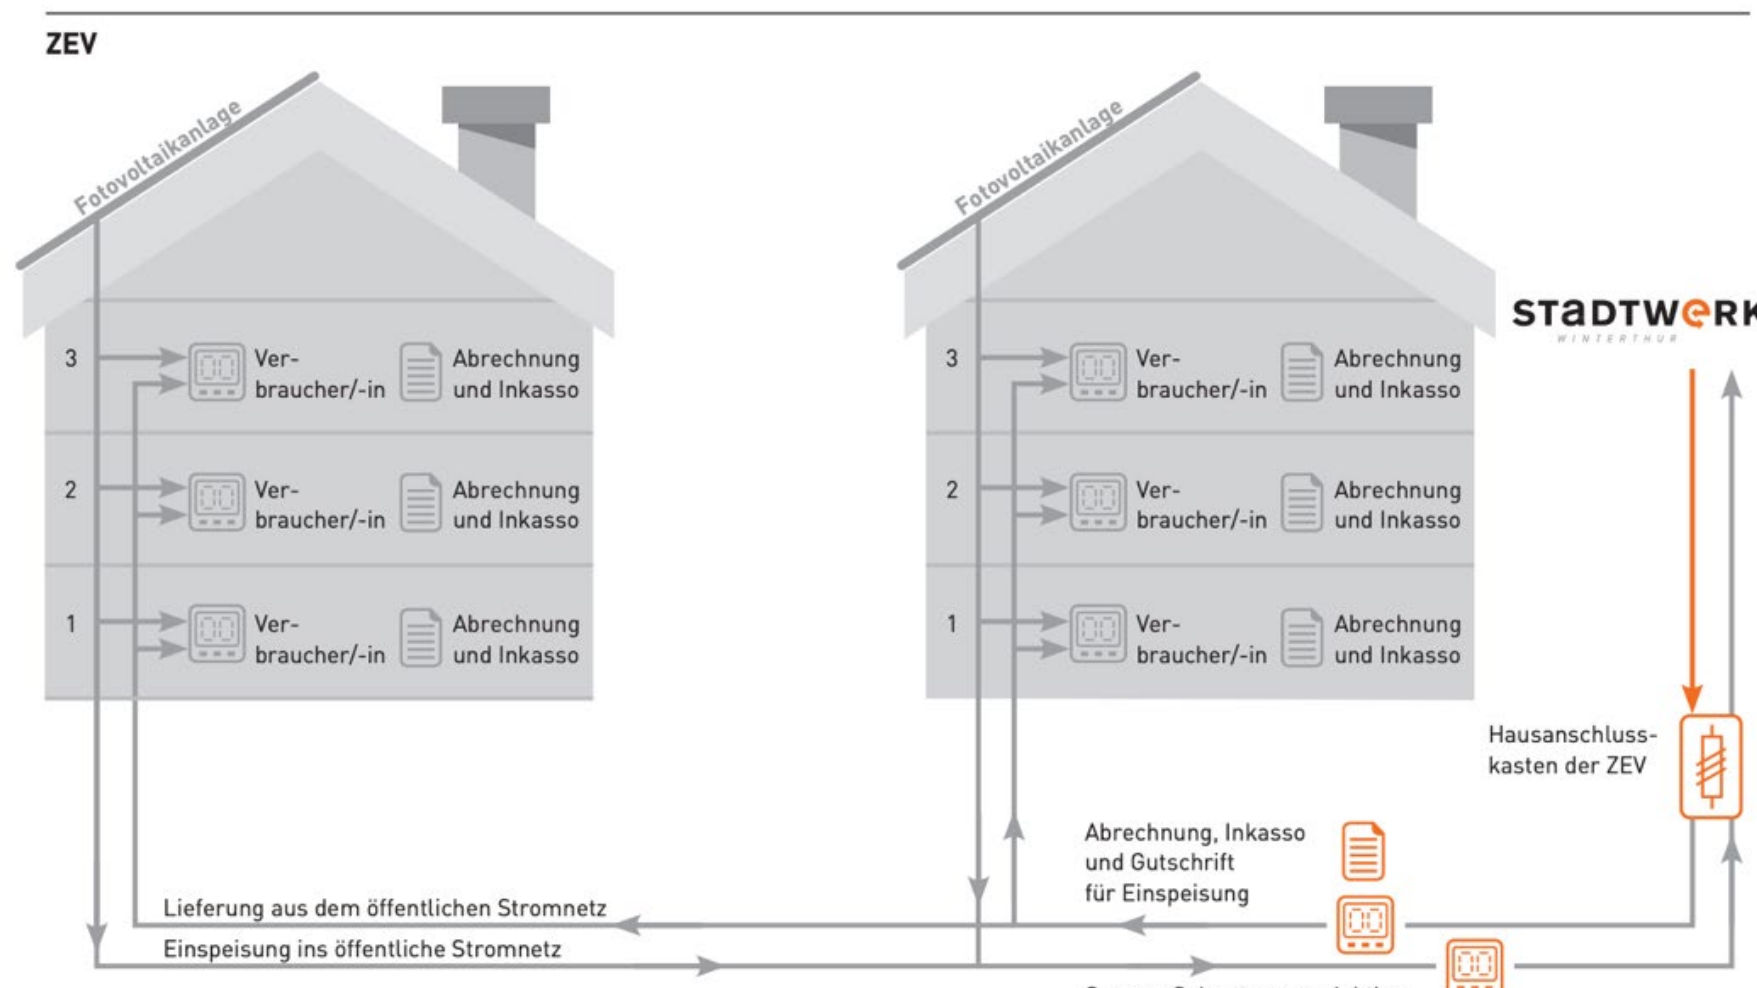 ZEV
Fotovoltaikanlage
3
Ver-
braucher/-in
Abrechnung
und Inkasso
2
Ver-
braucher/-in
Abrechnung
und Inkasso
1
Ver-
braucher/-in
Abrechnung
und Inkasso
Fotovoltaikanlage
3
Ver-
braucher/-in
Abrechnung
und Inkasso
2
Ver-
braucher/-in
Abrechnung
und Inkasso
1
Ver-
braucher/-in
Abrechnung
und Inkasso
STADTWERK
WINTERTHUR
Hausanschluss-
kasten der ZEV
Abrechnung, Inkasso
und Gutschrift
für Einspeisung
Lieferung aus dem öffentlichen Stromnetz
Einspeisung ins öffentliche Stromnetz